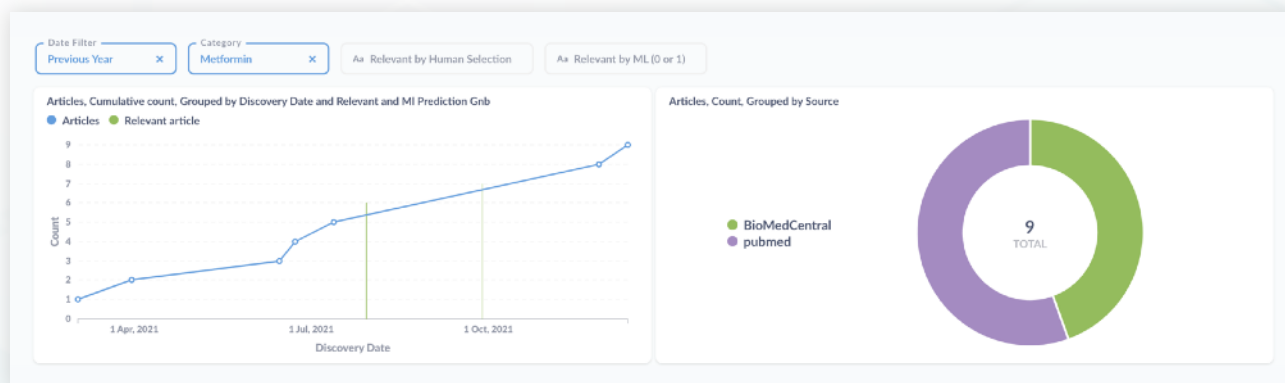 Date Filter
Previous Year ×
Category
Metformin ×
Aa Relevant by Human Selection
Aa Relevant by ML (0 or 1)
Articles, Cumulative count, Grouped by Discovery Date and Relevant and Ml Prediction Gnb
Articles
Relevant article
9
8
7
6
5
4
3
2
1
0
Count
1 Apr, 2021
1 Jul, 2021
1 Oct, 2021
Discovery Date
Articles, Count, Grouped by Source
BioMedCentral
pubmed
9
TOTAL